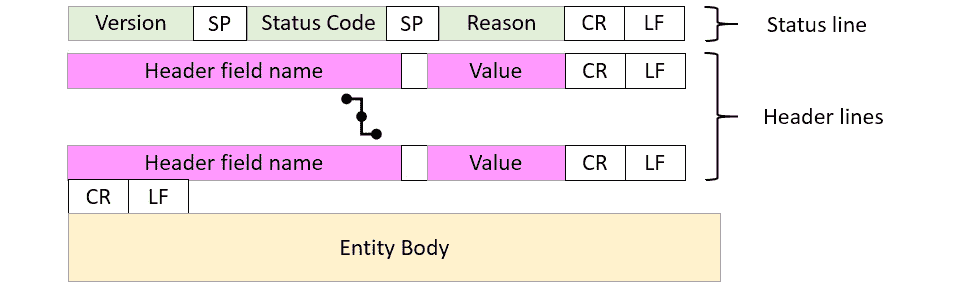 Version SP Status Code SP Reason CR LF Status line
Header field name Value CR LF
Header lines
Header field name Value CR LF
CR LF
Entity Body